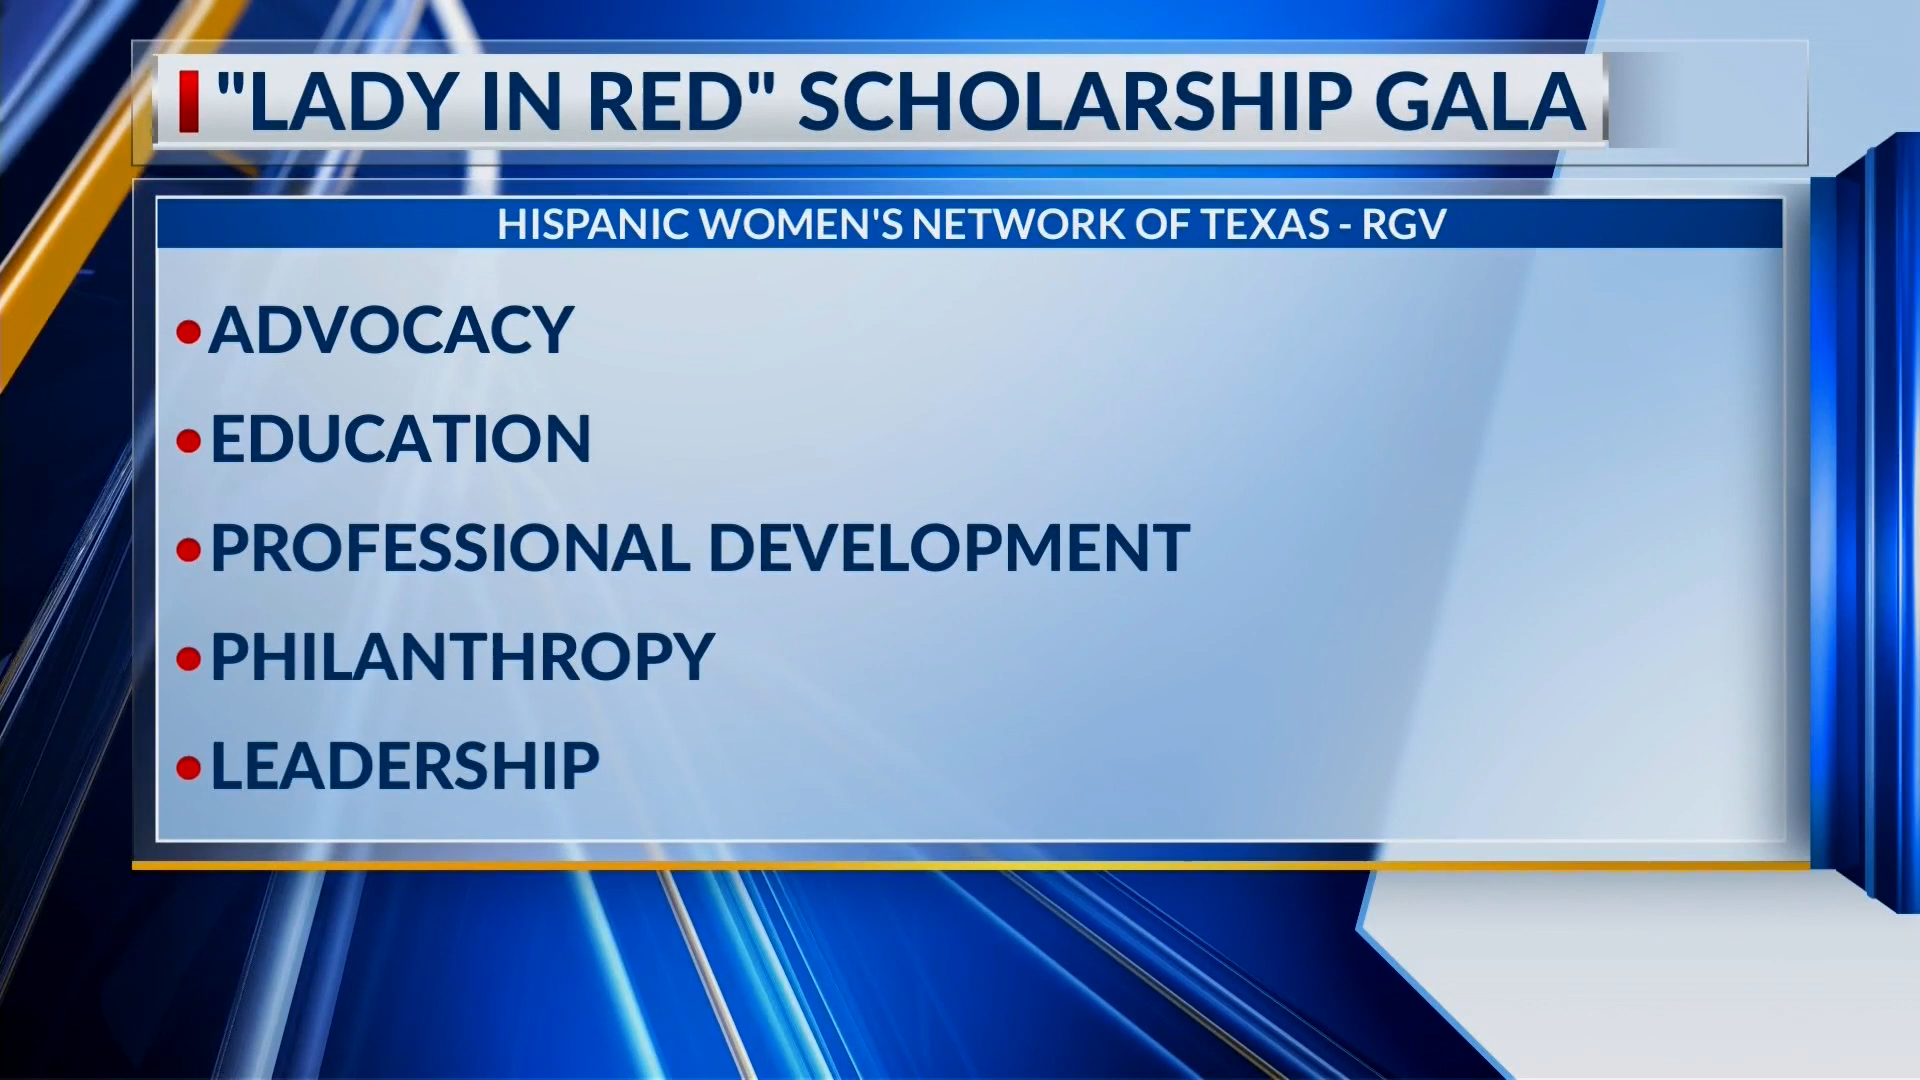 "LADY IN RED" SCHOLARSHIP GALA
HISPANIC WOMEN'S NETWORK OF TEXAS - RGV
•ADVOCACY
•EDUCATION
•PROFESSIONAL DEVELOPMENT
•PHILANTHROPY
•LEADERSHIP